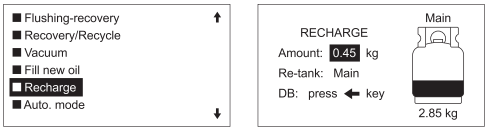 Flushing-recovery
Recovery/Recycle
Vacuum
Fill new oil
Recharge
Auto. mode
RECHARGE
Amount: 0.45 kg
Re-tank: Main
DB: press ← key
Main
2.85 kg